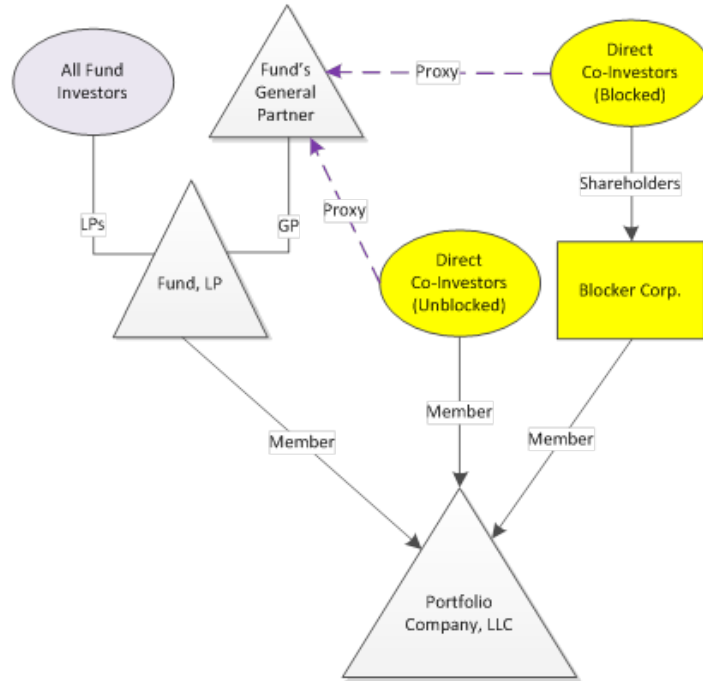 All Fund
Investors
Fund's
General
Partner
Proxy
Direct
Co-Investors
(Blocked)
Shareholders
LPs
GP
Proxy
Fund, LP
Direct
Co-Investors
(Unblocked)
Blocker Corp.
Member
Member
Member
Portfolio
Company, LLC